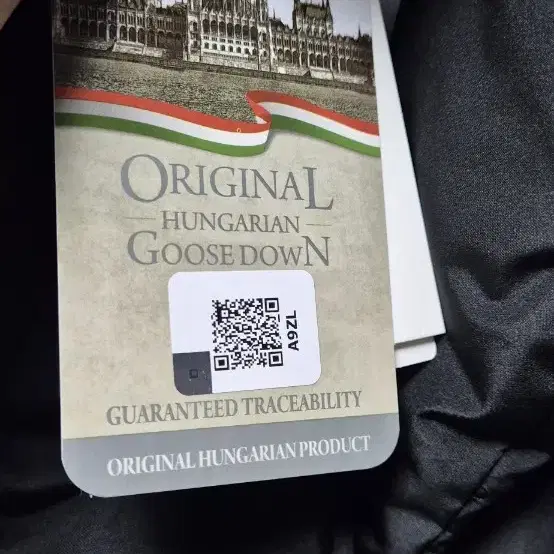 ORIGINAL
HUNGARIAN
GOOSE DOWN
A9ZL
GUARANTEED TRACEABILITY
ORIGINAL HUNGARIAN PRODUCT